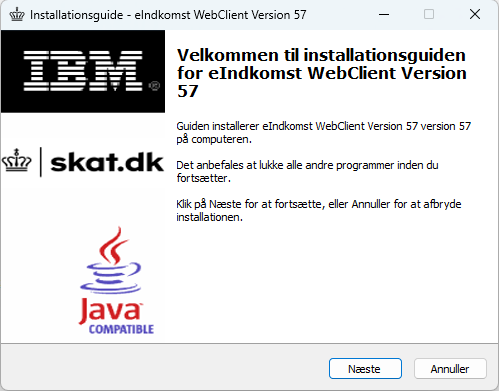 Installationsguide - eIndkomst WebClient Version 57
IBM
®
skat.dk
Java
COMPATIBLE
Velkommen til installationsguiden
for eIndkomst WebClient Version
57
Guiden installerer eIndkomst WebClient Version 57 version 57
på computeren.
Det anbefales at lukke alle andre programmer inden du
fortsætter.
Klik på Næste for at fortsætte, eller Annuller for at afbryde
installationen.
Næste
Annuller